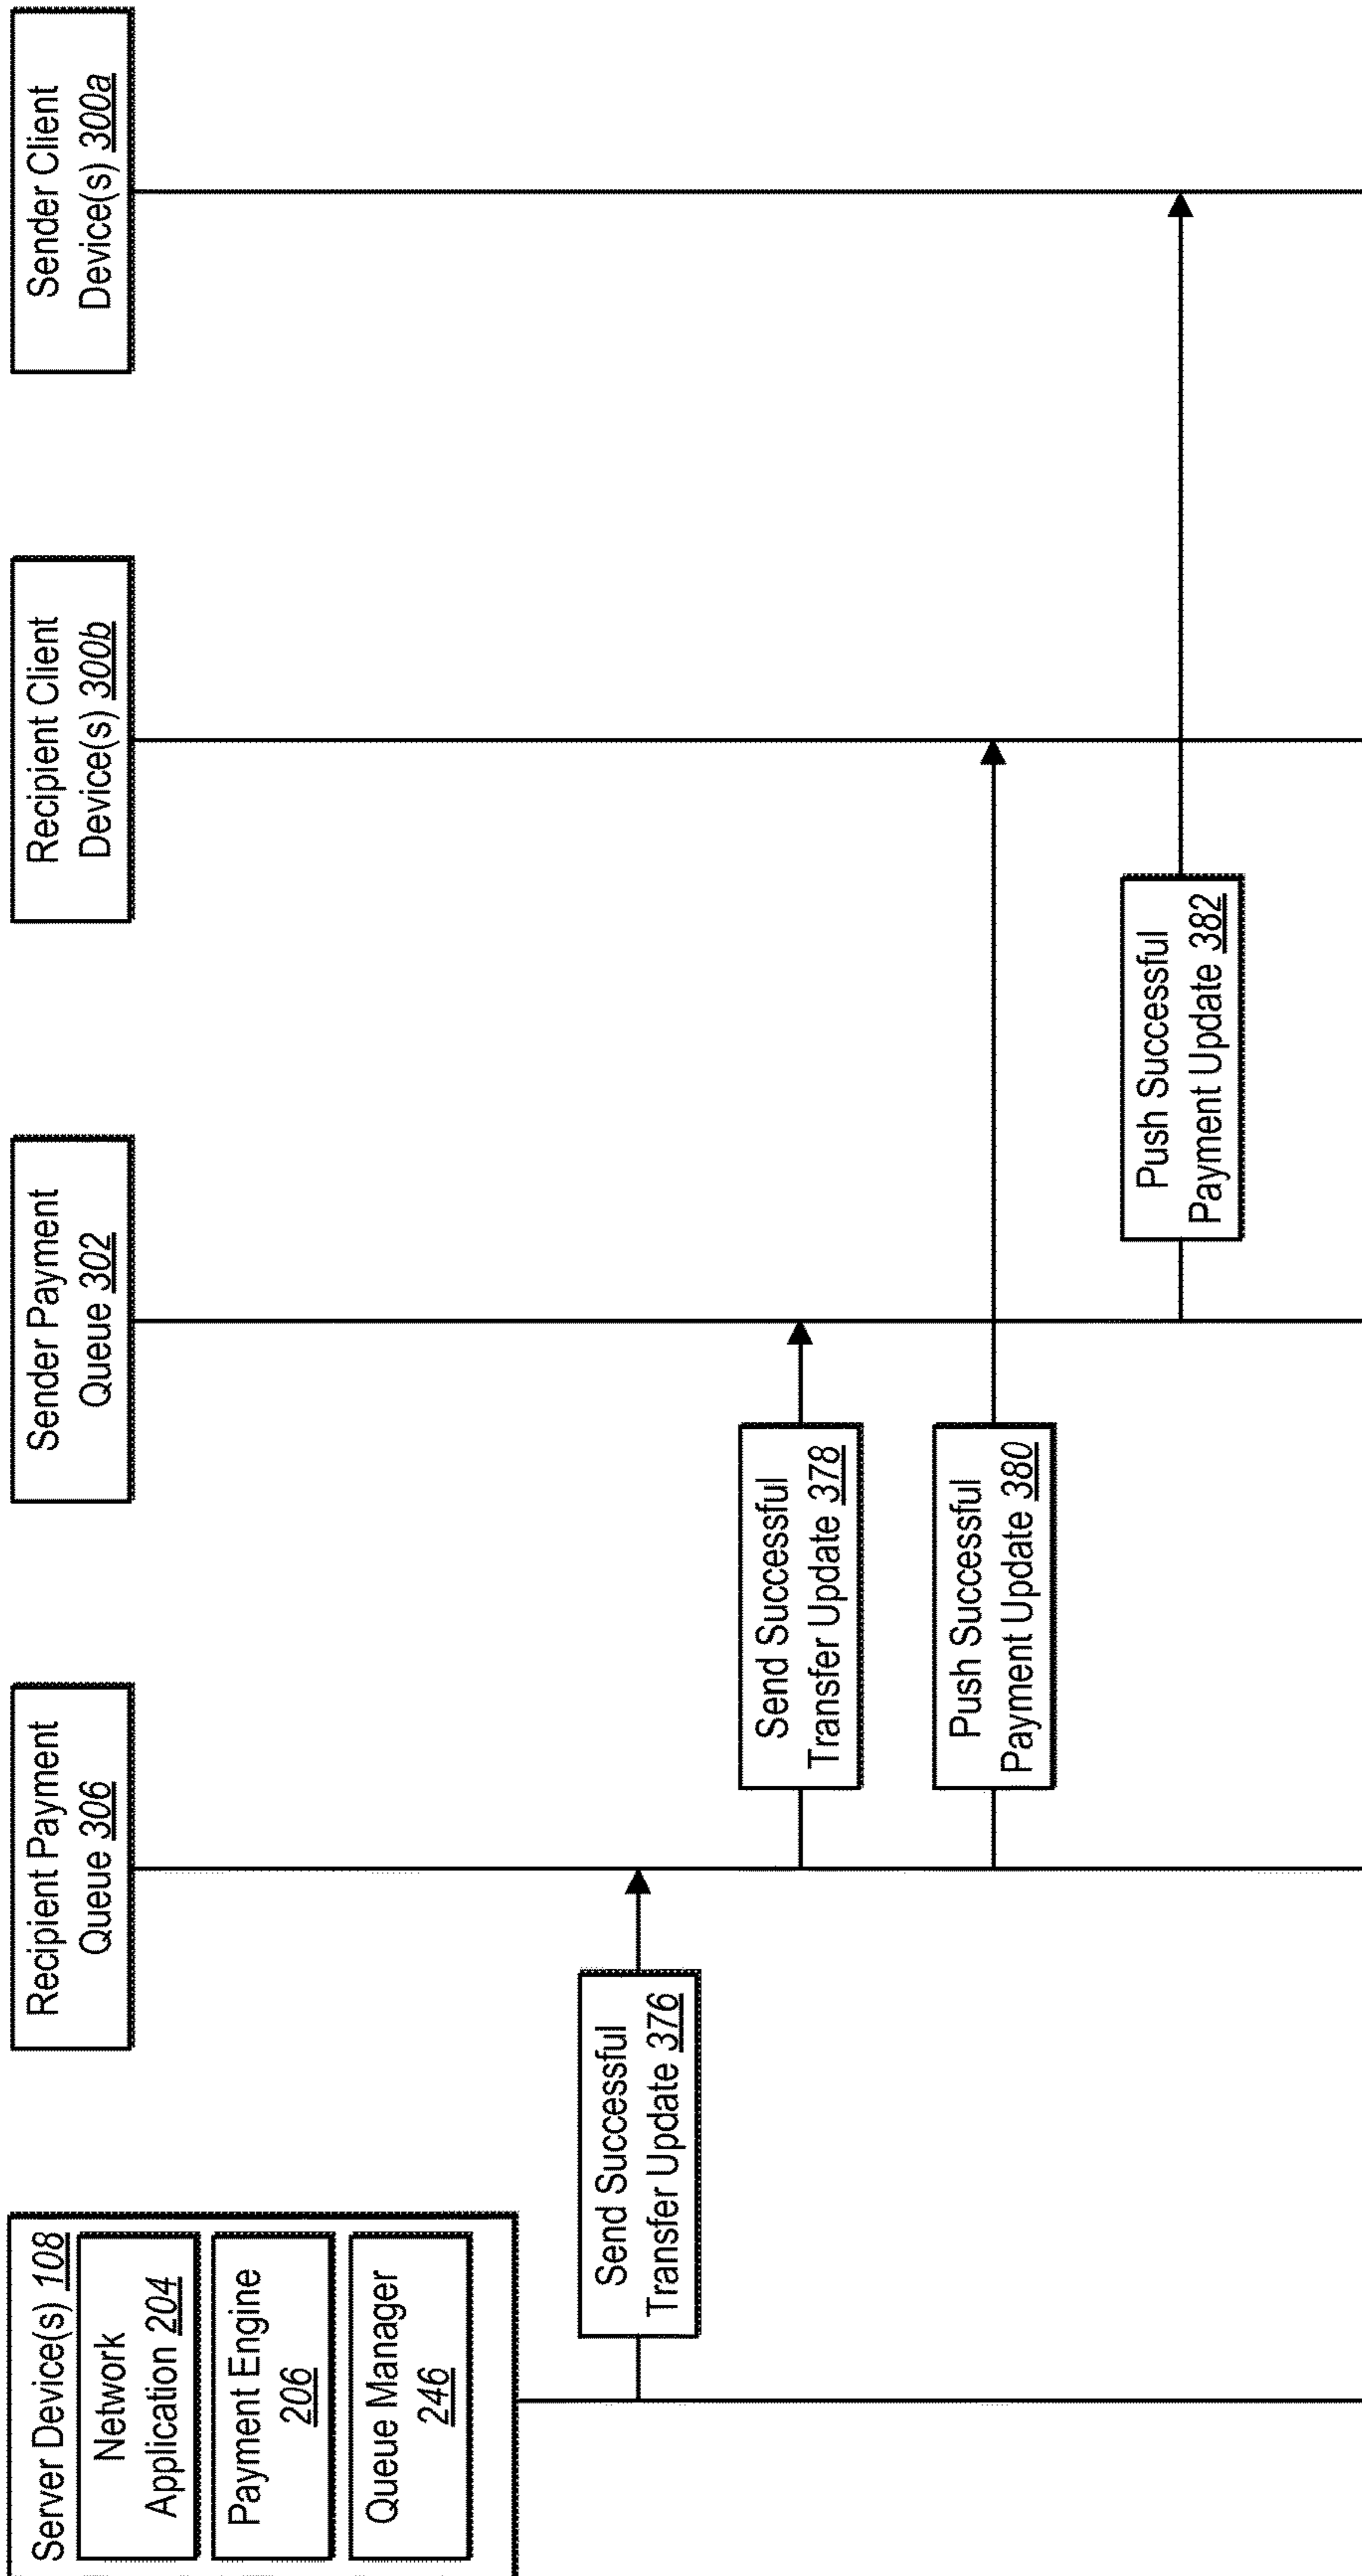 Server Device(s) 108
Network
Application 204
Payment Engine
206
Queue Manager
246
Recipient Payment
Queue 306
Sender Payment
Queue 302
Recipient Client
Device(s) 300b
Sender Client
Device(s) 300a
Send Successful
Transfer Update 376
Send Successful
Transfer Update 378
Push Successful
Payment Update 380
Push Successful
Payment Update 382